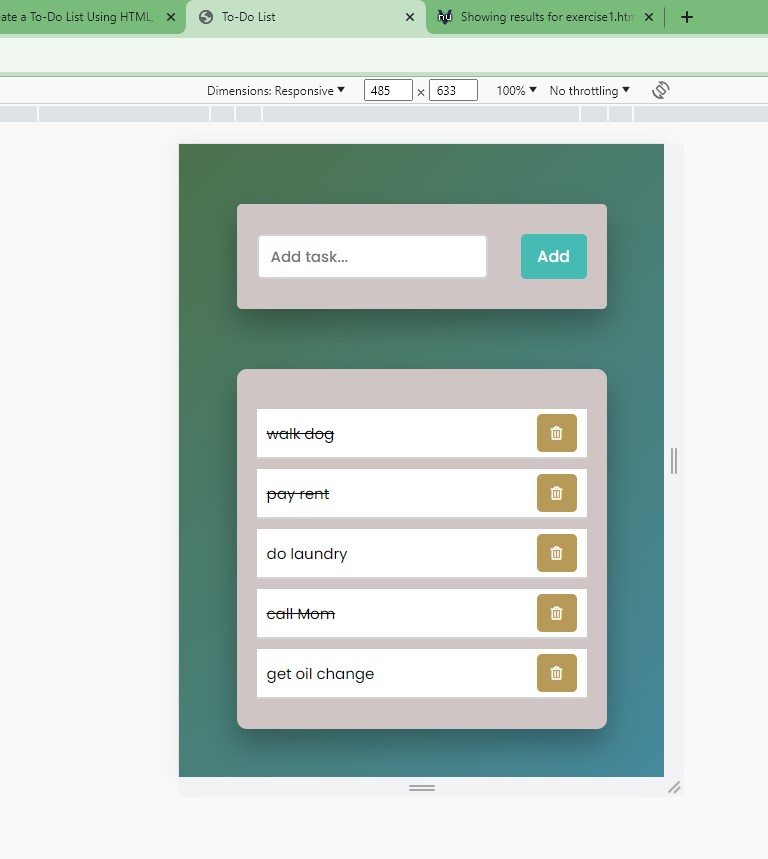 ate a To-Do List Using HTML,
To-Do List
Showing results for exercise1.htm
Dimensions: Responsive
485 × 633
100%
No throttling
Add task...
Add
walk dog
pay rent
do laundry
call Mom
get oil change